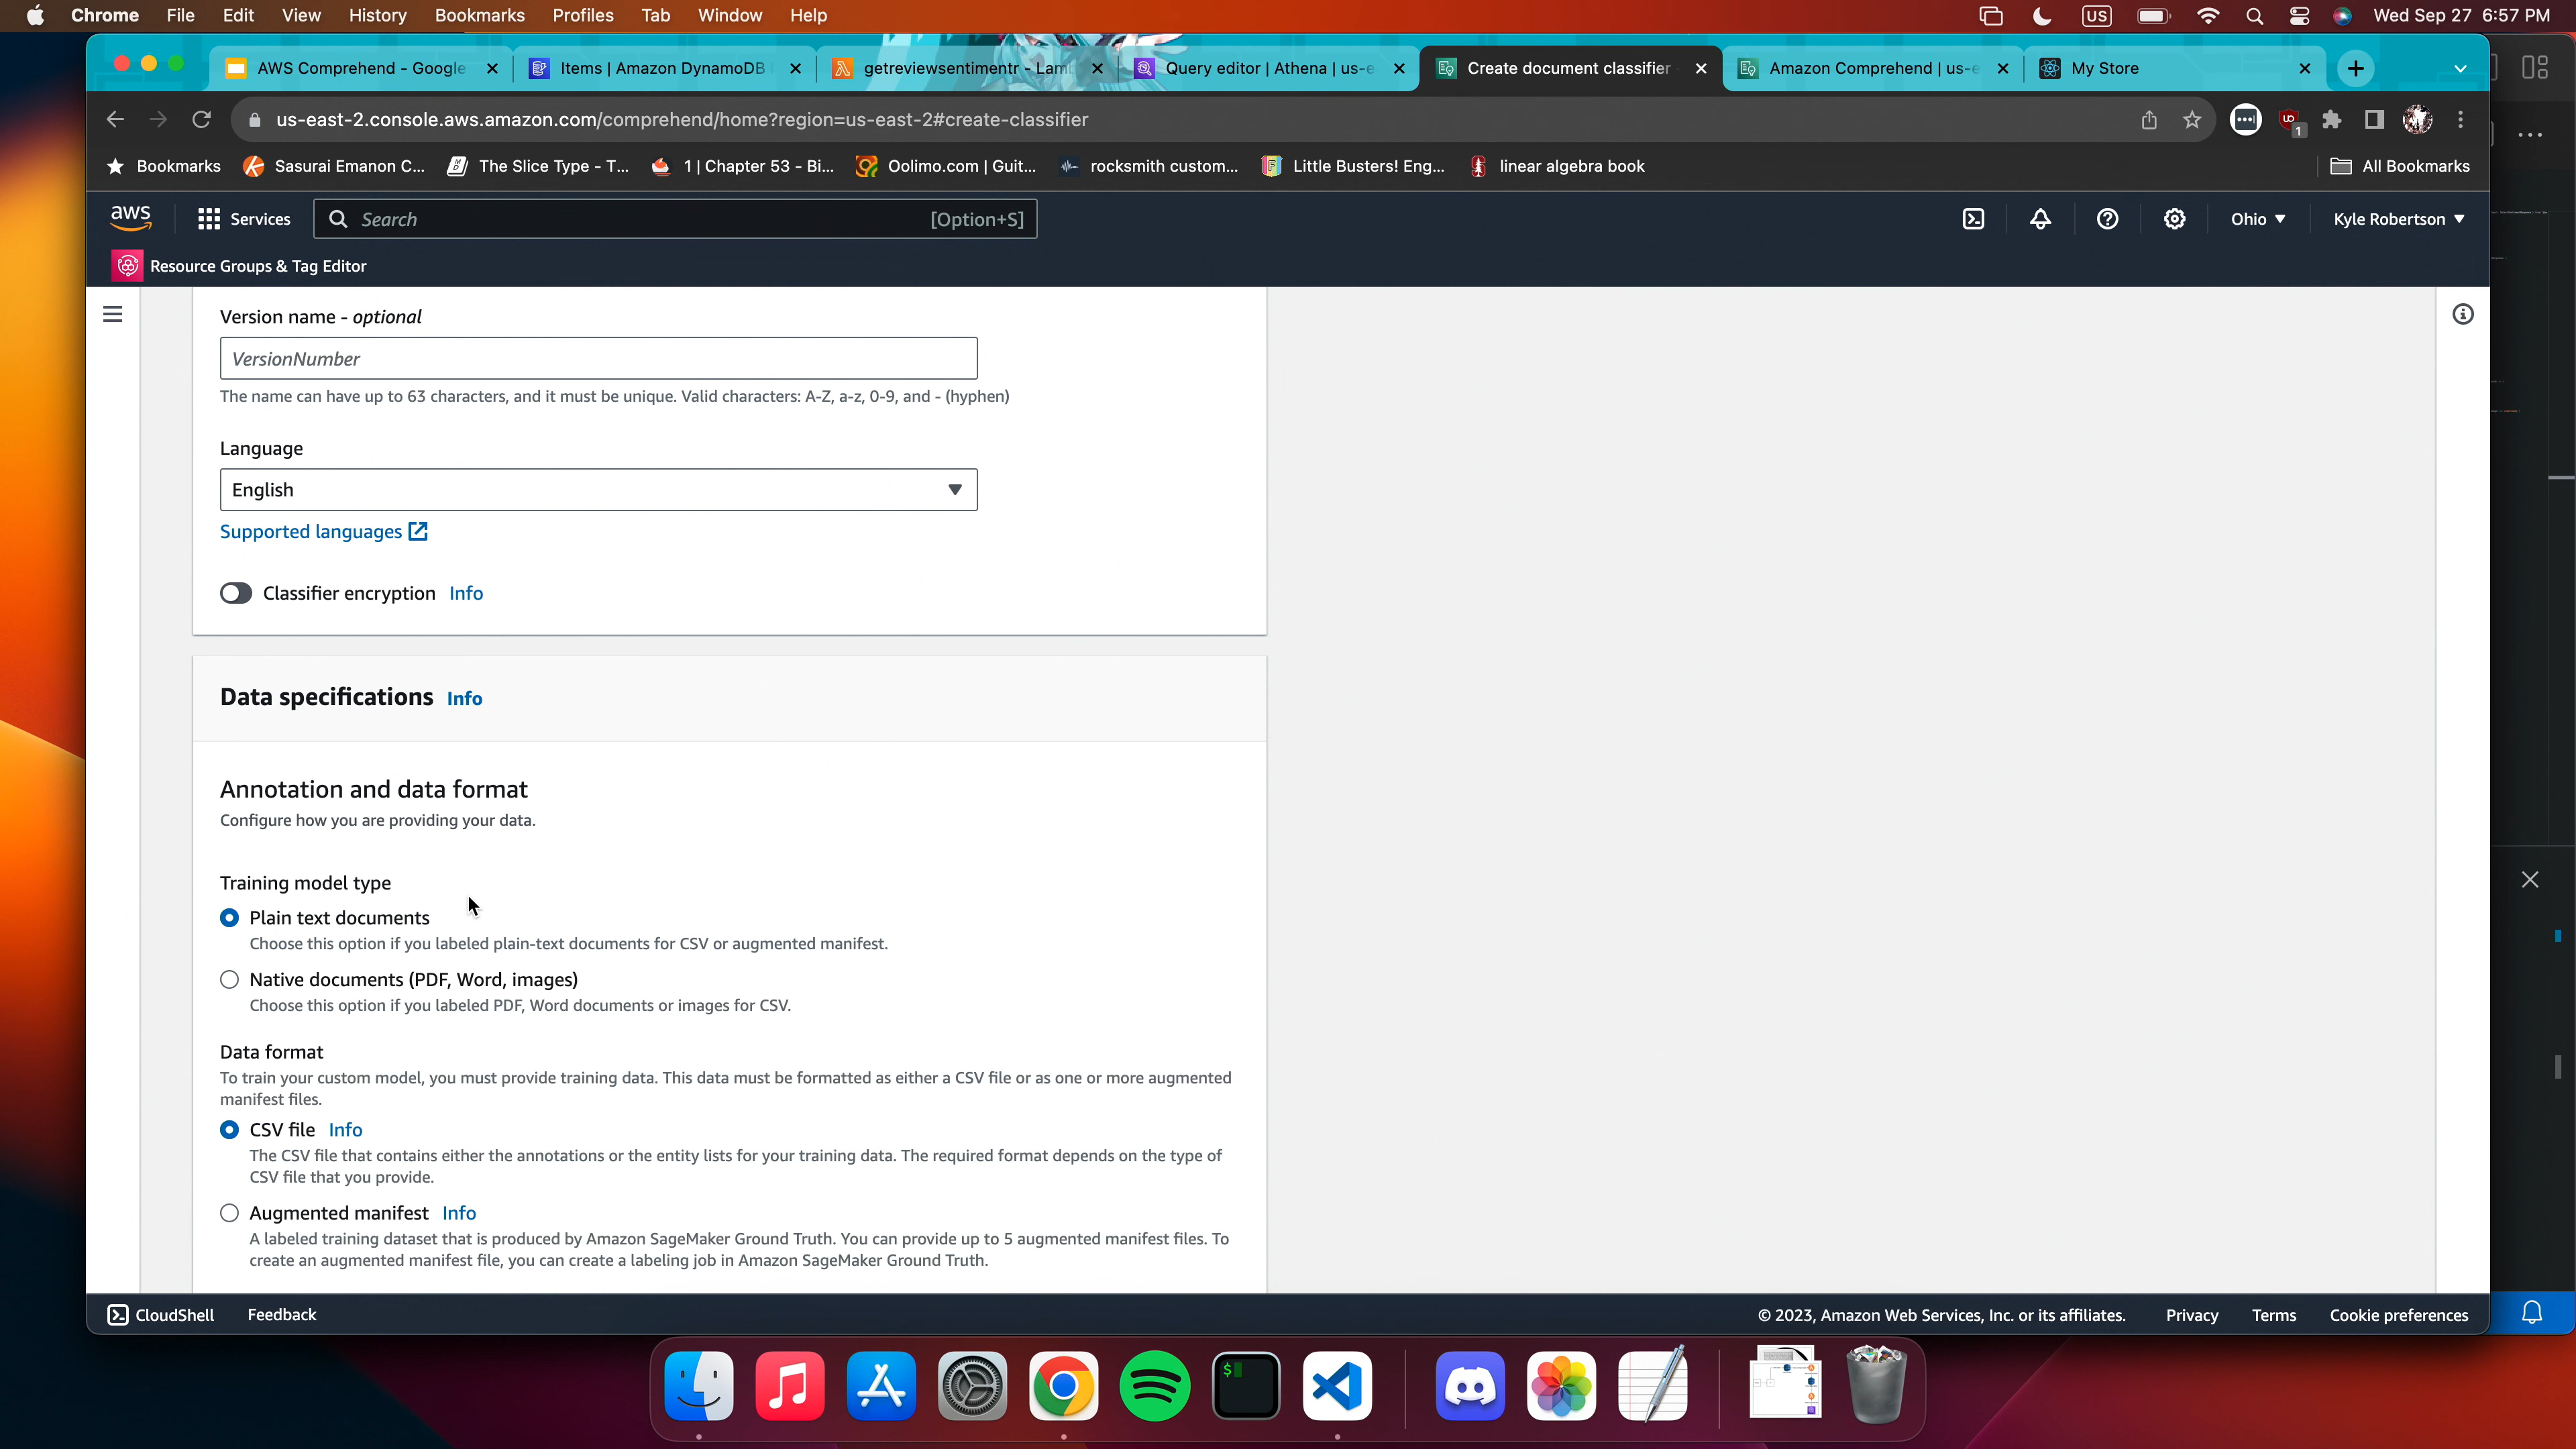 Chrome File Edit View History Bookmarks Profiles Tab Window Help US Wed Sep 27 6:57 PM
AWS Comprehend - Google Items | Amazon DynamoDB getreviewsentimentr - Lam Query editor | Athena | us-e Create document classifier Amazon Comprehend | us-e My Store
us-east-2.console.aws.amazon.com/comprehend/home?region=us-east-2#create-classifier 1
Bookmarks Sasurai Emanon C... The Slice Type - T... 1 | Chapter 53 - Bi... Oolimo.com | Guit... rocksmith custom... Little Busters! Eng... linear algebra book All Bookmarks
aws Services Search [Option+S] Ohio Kyle Robertson
Resource Groups & Tag Editor
Version name - optional
VersionNumber
The name can have up to 63 characters, and it must be unique. Valid characters: A-Z, a-z, 0-9, and - (hyphen)
Language
English
Supported languages
Classifier encryption Info
Data specifications Info
Annotation and data format
Configure how you are providing your data.
Training model type
Plain text documents
Choose this option if you labeled plain-text documents for CSV or augmented manifest.
Native documents (PDF, Word, images)
Choose this option if you labeled PDF, Word documents or images for CSV.
Data format
To train your custom model, you must provide training data. This data must be formatted as either a CSV file or as one or more augmented
manifest files.
CSV file Info
The CSV file that contains either the annotations or the entity lists for your training data. The required format depends on the type of
CSV file that you provide.
Augmented manifest Info
A labeled training dataset that is produced by Amazon SageMaker Ground Truth. You can provide up to 5 augmented manifest files. To
create an augmented manifest file, you can create a labeling job in Amazon SageMaker Ground Truth.
CloudShell Feedback © 2023, Amazon Web Services, Inc. or its affiliates. Privacy Terms Cookie preferences